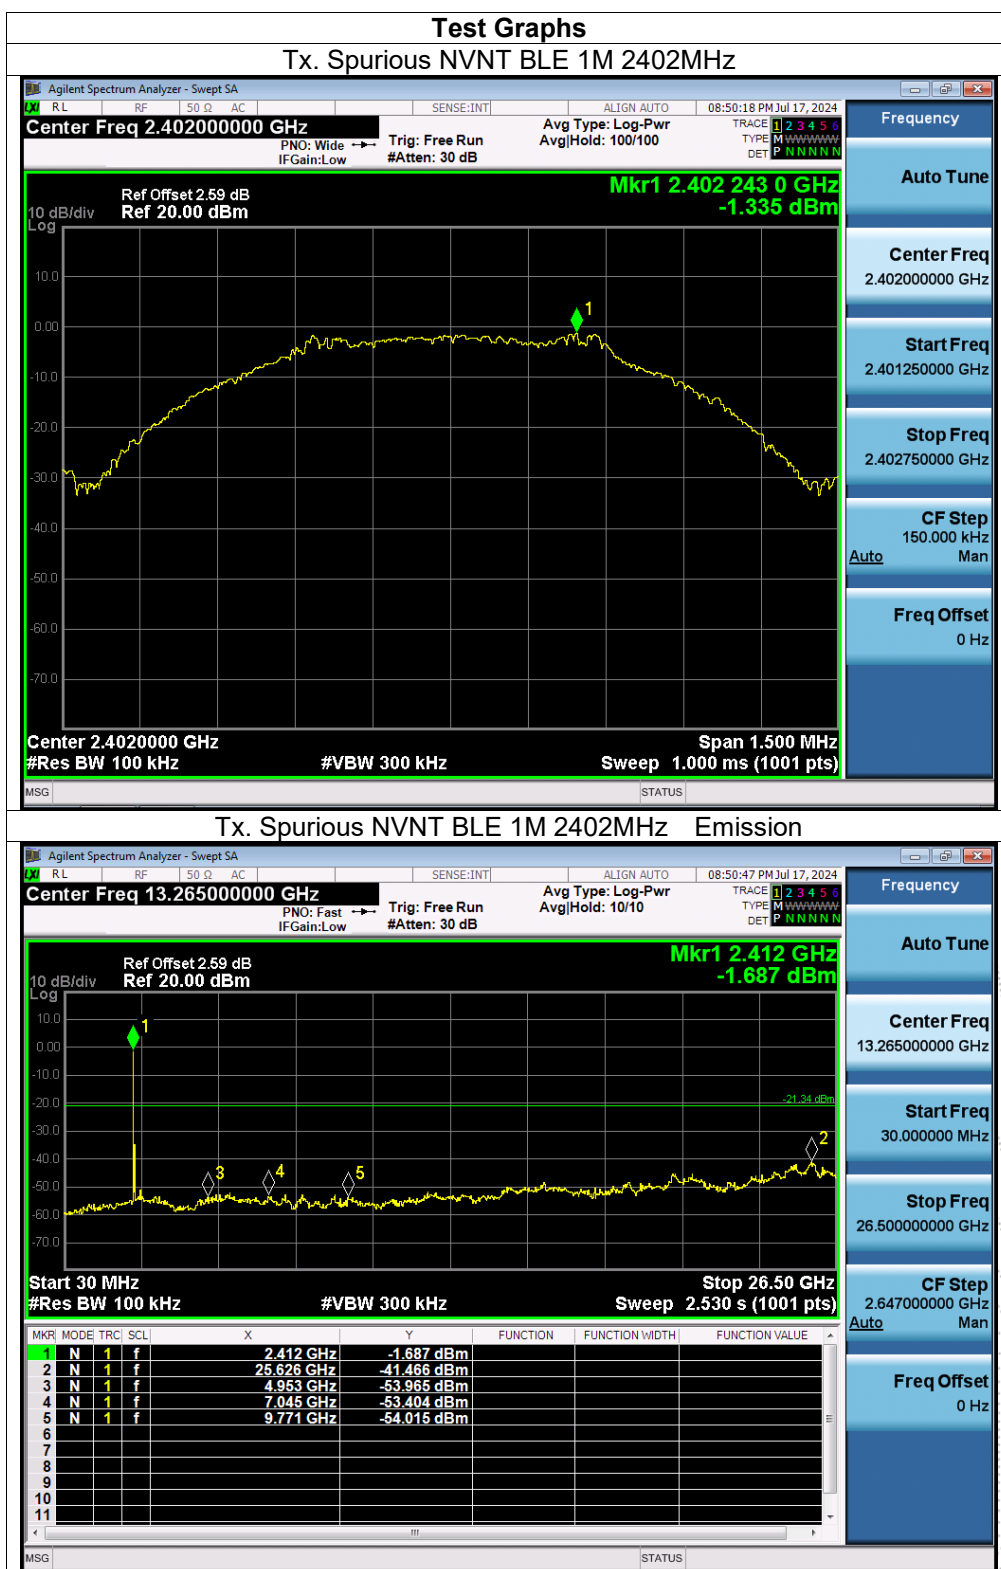 Test Graphs
Tx. Spurious NVNT BLE 1M 2402MHz
Agilent Spectrum Analyzer - Swept SA
LXI RL RF 50 Ω AC SENSE:INT ALIGN AUTO 08:50:18 PM Jul 17, 2024
Center Freq 2.402000000 GHz
PNO: Wide
IFGain:Low
Trig: Free Run
#Atten: 30 dB
Avg Type: Log-Pwr
Avg|Hold: 100/100
TRACE 1 2 3 4 5 6
TYPE M WWWWW
DET P N N N N N
Frequency
Auto Tune
Ref Offset 2.59 dB
10 dB/div Ref 20.00 dBm
Log
Mkr1 2.402 243 0 GHz
-1.335 dBm
10.0
0.00
-10.0
-20.0
-30.0
-40.0
-50.0
-60.0
-70.0
1
Center Freq
2.402000000 GHz
Start Freq
2.401250000 GHz
Stop Freq
2.402750000 GHz
CF Step
150.000 kHz
Auto Man
Freq Offset
0 Hz
Center 2.4020000 GHz Span 1.500 MHz
#Res BW 100 kHz #VBW 300 kHz Sweep 1.000 ms (1001 pts)
MSG STATUS
Tx. Spurious NVNT BLE 1M 2402MHz Emission
Agilent Spectrum Analyzer - Swept SA
LXI RL RF 50 Ω AC SENSE:INT ALIGN AUTO 08:50:47 PM Jul 17, 2024
Center Freq 13.265000000 GHz
PNO: Fast
IFGain:Low
Trig: Free Run
#Atten: 30 dB
Avg Type: Log-Pwr
Avg|Hold: 10/10
TRACE 1 2 3 4 5 6
TYPE M WWWWW
DET P N N N N N
Frequency
Auto Tune
Ref Offset 2.59 dB
10 dB/div Ref 20.00 dBm
Log
Mkr1 2.412 GHz
-1.687 dBm
10.0
0.00
-10.0
-20.0
-30.0
-40.0
-50.0
-60.0
-70.0
1
-21.34 dBm
2
3
4
5
Center Freq
13.265000000 GHz
Start Freq
30.000000 MHz
Stop Freq
26.500000000 GHz
CF Step
2.647000000 GHz
Auto Man
Freq Offset
0 Hz
Start 30 MHz Stop 26.50 GHz
#Res BW 100 kHz #VBW 300 kHz Sweep 2.530 s (1001 pts)
MKR MODE TRC SCL X Y FUNCTION FUNCTION WIDTH FUNCTION VALUE
1 N 1 f 2.412 GHz -1.687 dBm
2 N 1 f 25.626 GHz -41.466 dBm
3 N 1 f 4.953 GHz -53.965 dBm
4 N 1 f 7.045 GHz -53.404 dBm
5 N 1 f 9.771 GHz -54.015 dBm
6
7
8
9
10
11
MSG STATUS